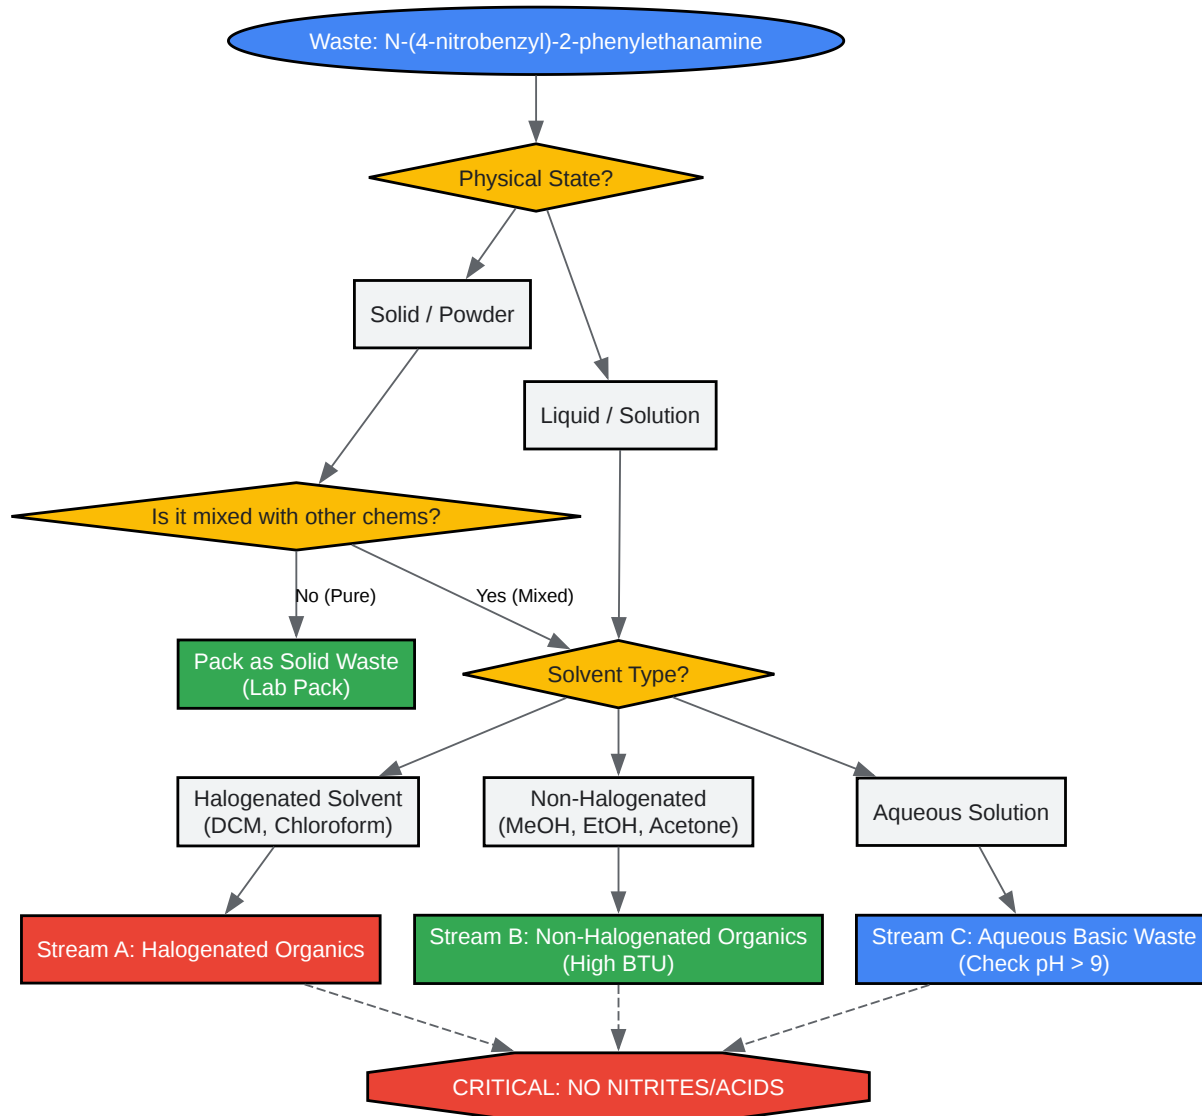 Waste: N-(4-nitrobenzyl)-2-phenylethanamine
Physical State?
Solid / Powder
Liquid / Solution
Is it mixed with other chems?
No (Pure)
Yes (Mixed)
Pack as Solid Waste
(Lab Pack)
Solvent Type?
Halogenated Solvent
(DCM, Chloroform)
Non-Halogenated
(MeOH, EtOH, Acetone)
Aqueous Solution
Stream A: Halogenated Organics
Stream B: Non-Halogenated Organics
(High BTU)
Stream C: Aqueous Basic Waste
(Check pH > 9)
CRITICAL: NO NITRITES/ACIDS